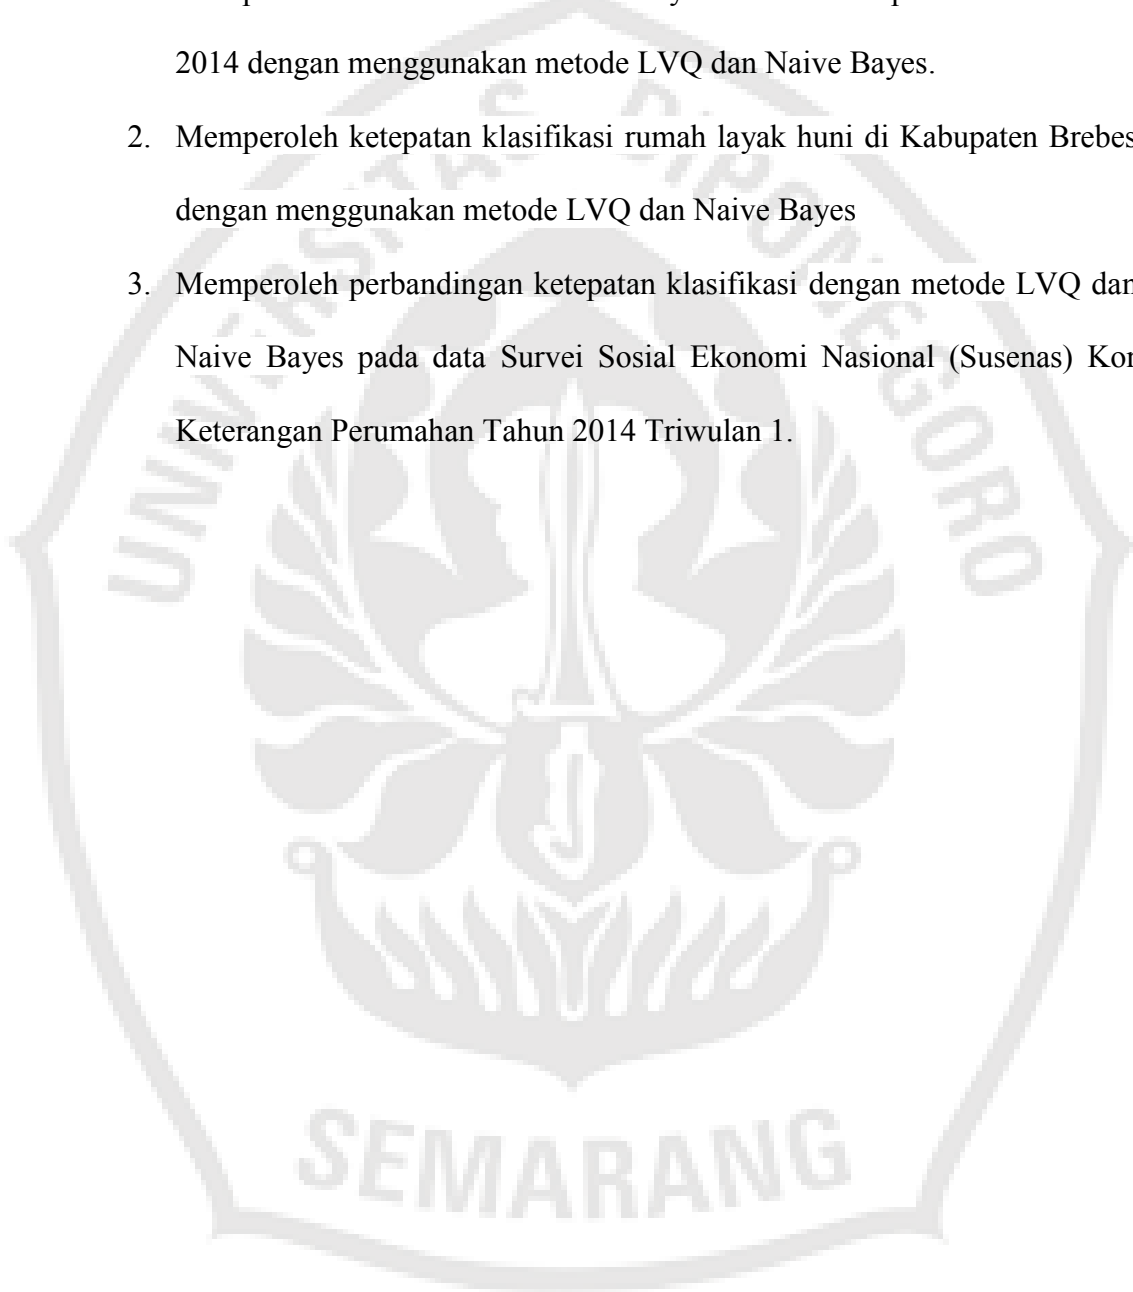 2014 dengan menggunakan metode LVQ dan Naive Bayes.
2. Memperoleh ketepatan klasifikasi rumah layak huni di Kabupaten Brebes
dengan menggunakan metode LVQ dan Naive Bayes
3. Memperoleh perbandingan ketepatan klasifikasi dengan metode LVQ dan
Naive Bayes pada data Survei Sosial Ekonomi Nasional (Susenas) Kor
Keterangan Perumahan Tahun 2014 Triwulan 1.
UNIVERSITAS DIPONEGORO
SEMARANG